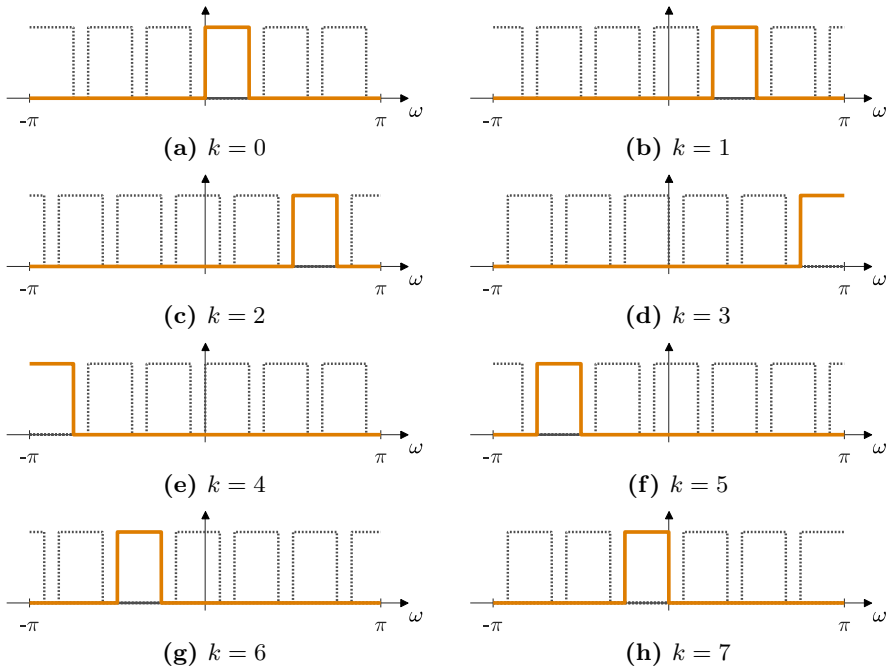 -π π ω
(a) k = 0
-π π ω
(b) k = 1
-π π ω
(c) k = 2
-π π ω
(d) k = 3
-π π ω
(e) k = 4
-π π ω
(f) k = 5
-π π ω
(g) k = 6
-π π ω
(h) k = 7